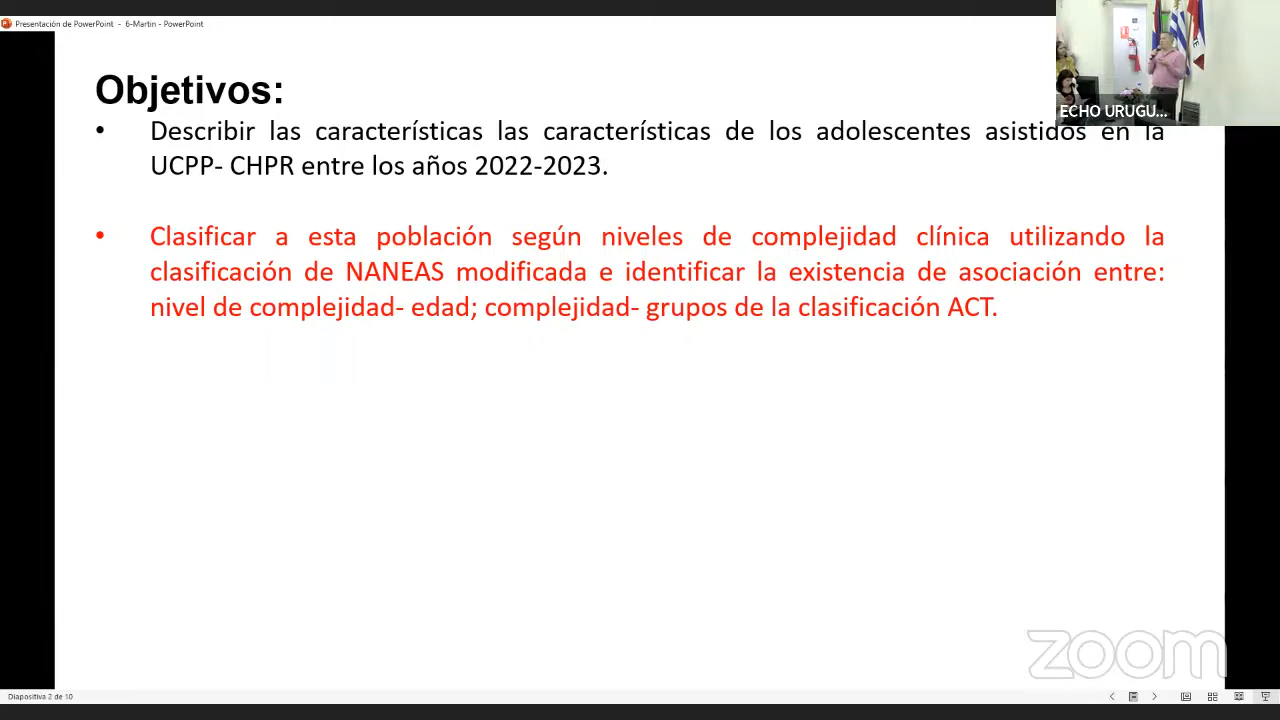 Presentación de PowerPoint - 6-Martin - PowerPoint
ECHO URUGU...
Objetivos:
• Describir las características las características de los adolescentes asistidos en la
UCPP- CHPR entre los años 2022-2023.
• Clasificar a esta población según niveles de complejidad clínica utilizando la
clasificación de NANEAS modificada e identificar la existencia de asociación entre:
nivel de complejidad- edad; complejidad- grupos de la clasificación ACT.
zoom
Diapositiva 2 de 10